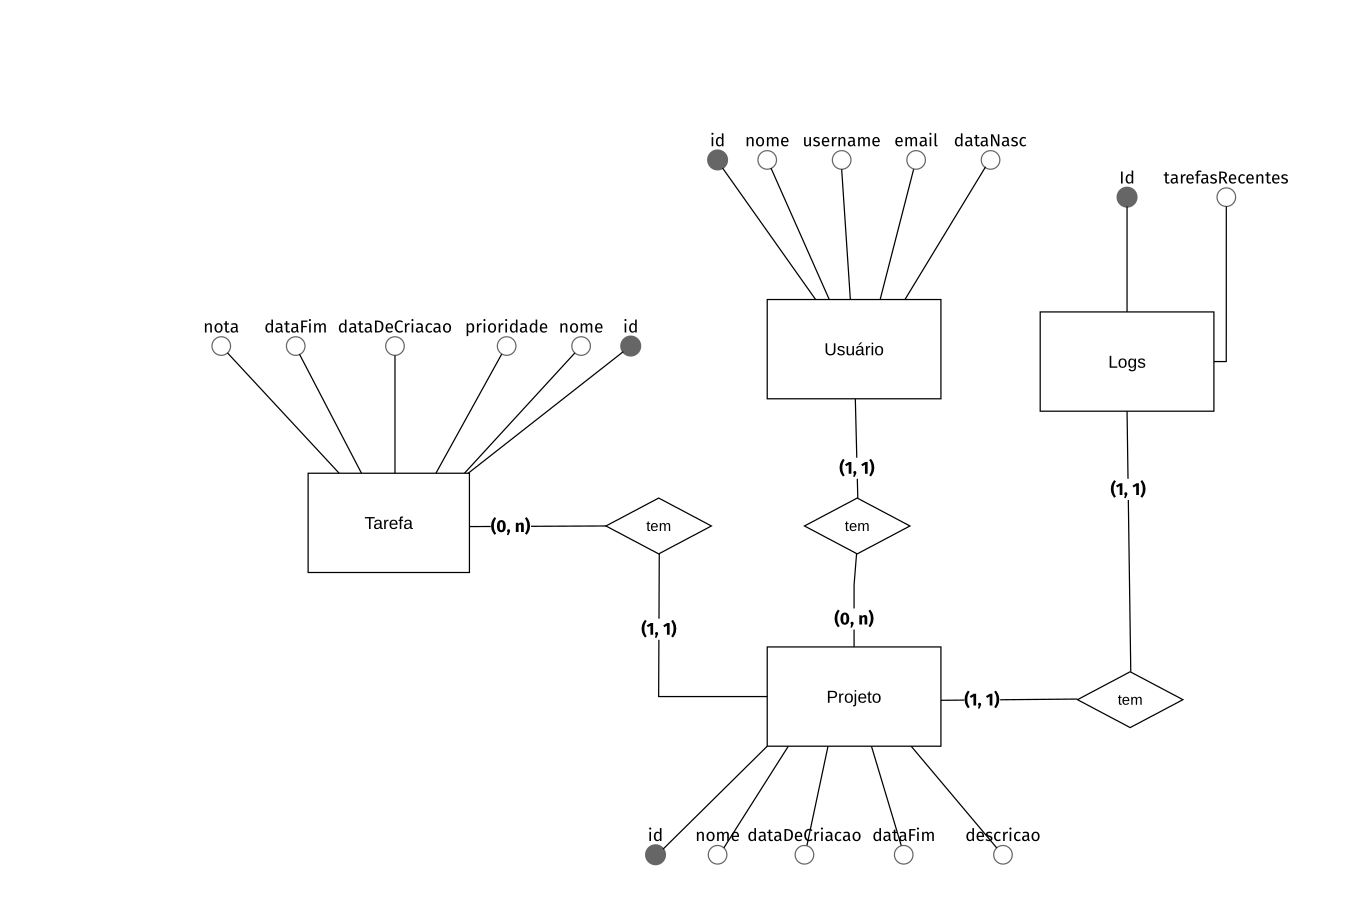 id nome username email dataNasc
Id tarefasRecentes
nota dataFim dataDeCriacao prioridade nome id
Usuário
Logs
(1, 1)
(1, 1)
Tarefa
(0, n)
tem
tem
(0, n)
(1, 1)
Projeto
(1, 1)
tem
id nome dataDeCriacao dataFim descricao